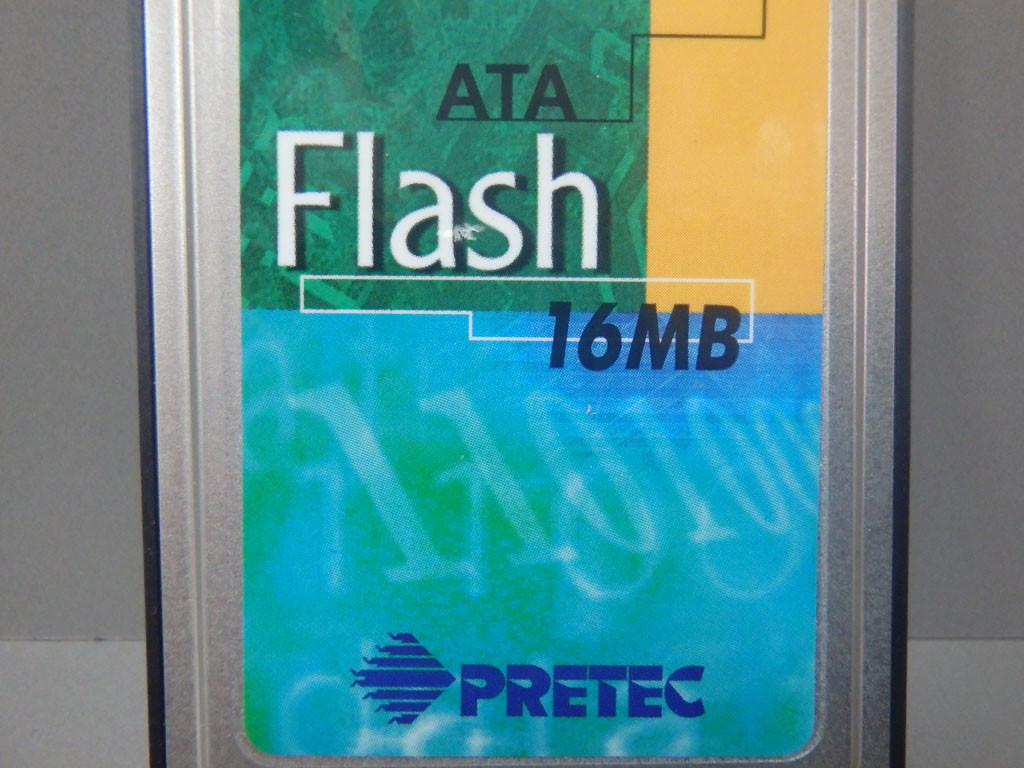 ATA
Flash
16MB
PRETEC